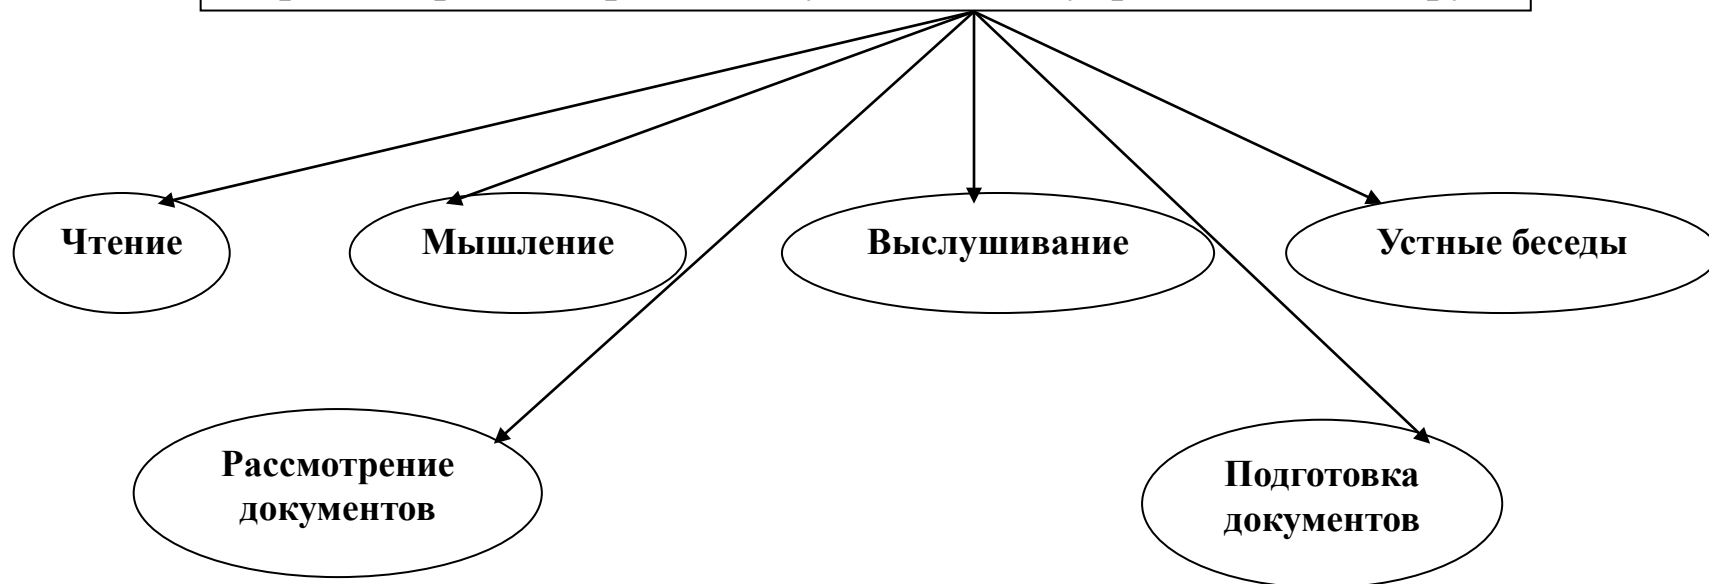 Чтение
Мышление
Выслушивание
Устные беседы
Рассмотрение
документов
Подготовка
документов